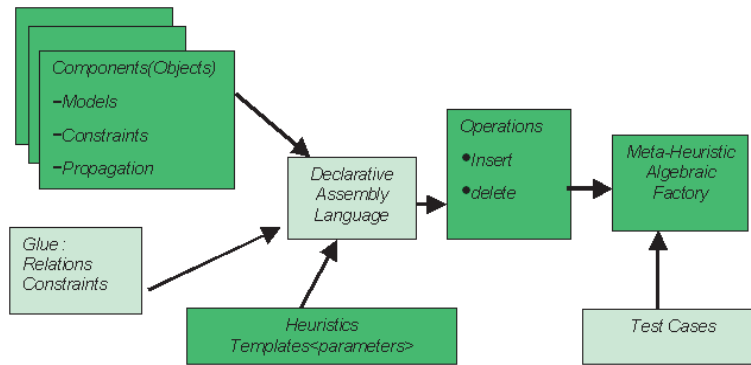 Components(Objects)
–Models
–Constraints
–Propagation
Glue :
Relations
Constraints
Declarative
Assembly
Language
Heuristics
Templates<parameters>
Operations
•Insert
•delete
Meta-Heuristic
Algebraic
Factory
Test Cases